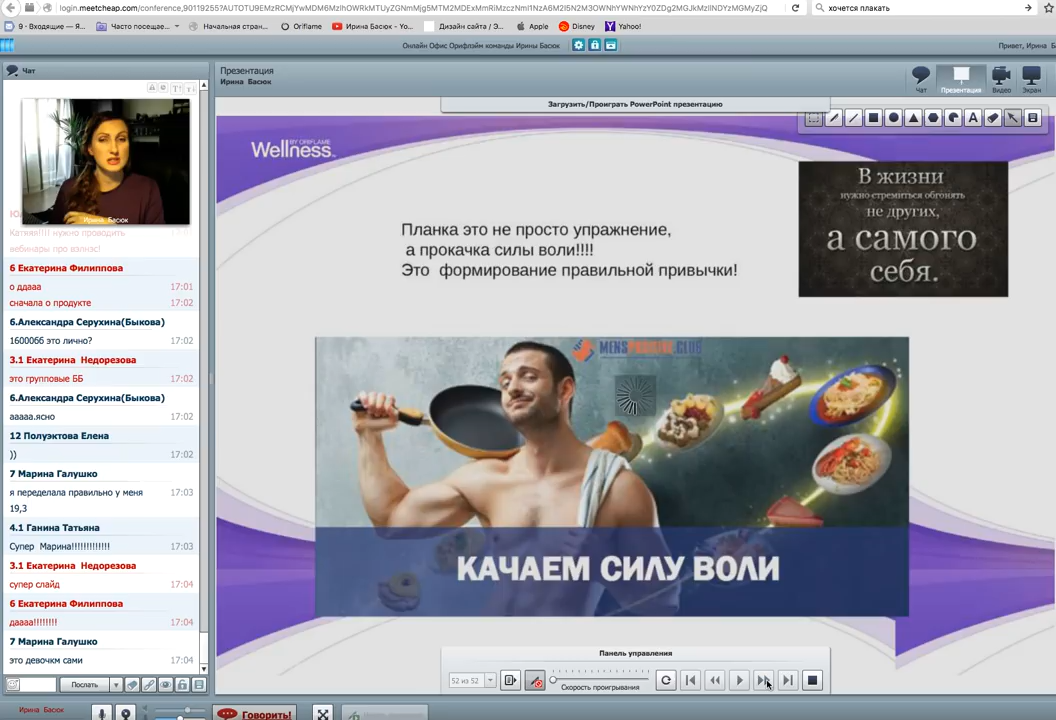 login.meetcheap.com/conference,90119255?AUTOTU9EMzRCMjYwMDM6MzlhOWRkMTUyZGNmMjg5MTM2MDExMmRiMzczNmI1NzA6M2I5N2M3OWNhYWNhYzY0ZDg2MGJkMzliNDYzMGMyZjQ
хочется плакать
9 - Входящие — Я...
Часто посещае...
Начальная стран...
Oriflame
Ирина Басюк - Yo...
Дизайн сайта / Э...
Apple
Disney
Yahoo!
Онлайн Офис Орифлэйм команды Ирины Басюк
Привет, Ирина Б
Чат
Презентация
Ирина Басюк
Чат
Презентация
Видео
Экран
Загрузить/Проиграть PowerPoint презентацию
Ирина Басюк
Катяяя!!!! нужно проводить
вебинары про вэлнэс!
6 Екатерина Филиппова
о ддааа 17:01
сначала о продукте 17:02
6.Александра Серухина(Быкова)
160006б это лично? 17:02
3.1 Екатерина Недорезова
это групповые ББ 17:02
6.Александра Серухина(Быкова)
ааааа.ясно 17:02
12 Полуэктова Елена
)) 17:02
7 Марина Галушко
я переделала правильно у меня 17:03
19,3
4.1 Ганина Татьяна
Супер Марина!!!!!!!!!!!!! 17:03
3.1 Екатерина Недорезова
супер слайд 17:04
6 Екатерина Филиппова
даааа!!!!!!!! 17:04
7 Марина Галушко
это девочкм сами 17:04
Послать
Wellness
BY ORIFLAME
Планка это не просто упражнение,
а прокачка силы воли!!!!
Это формирование правильной привычки!
В жизни
нужно стремиться обгонять
не других,
а самого
себя.
КАЧАЕМ СИЛУ ВОЛИ
Панель управления
52 из 52
Скорость проигрывания
Ирина Басюк
Говорить!